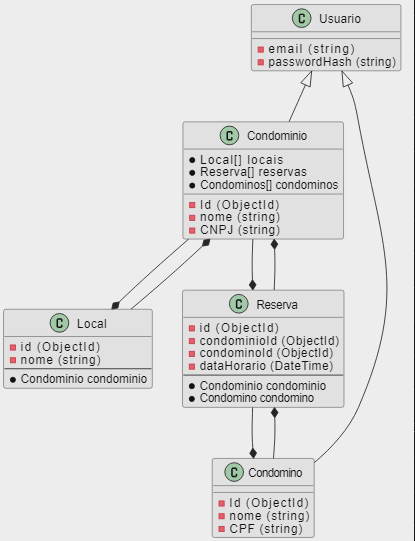 C Usuario
email (string)
passwordHash (string)
C Condominio
Local[] locais
Reserva[] reservas
Condominos[] condominos
Id (ObjectId)
nome (string)
CNPJ (string)
C Local
id (ObjectId)
nome (string)
Condominio condominio
C Reserva
id (ObjectId)
condominioId (ObjectId)
condominoId (ObjectId)
dataHorario (DateTime)
Condominio condominio
Condomino condomino
C Condomino
Id (ObjectId)
nome (string)
CPF (string)